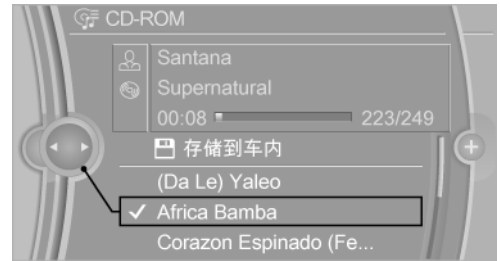 CD-ROM
Santana
Supernatural
00:08 223/249
存储到车内
(Da Le) Yaleo
Africa Bamba
Corazon Espinado (Fe...